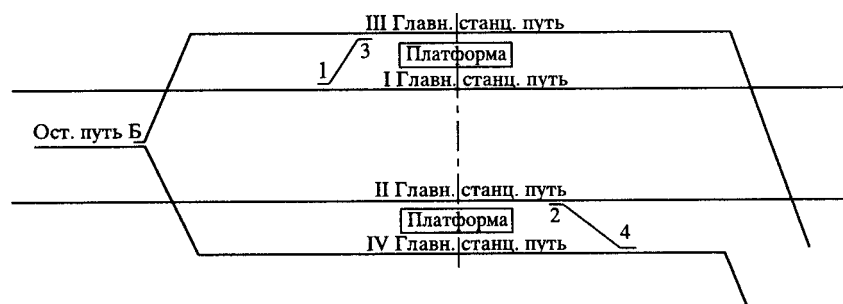 III Главн. станц. путь
1
3
Платформа
I Главн. станц. путь
Ост. путь Б
II Главн. станц. путь
Платформа
2
4
IV Главн. станц. путь